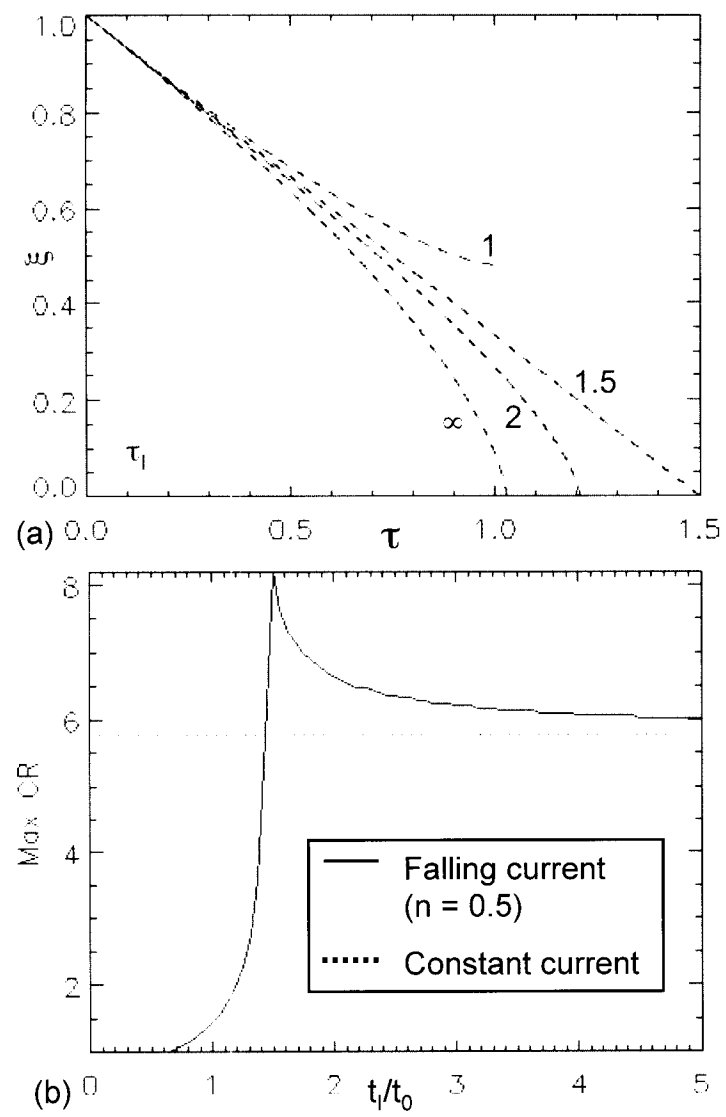 1.0
0.8
0.6
0.4
0.2
0.0
ξ
1
1.5
2
∞
τI
(a) 0.0 0.5 1.0 1.5
τ
8
6
4
2
Max CR
Falling current
(n = 0.5)
Constant current
(b) 0 1 2 3 4 5
tI/t0